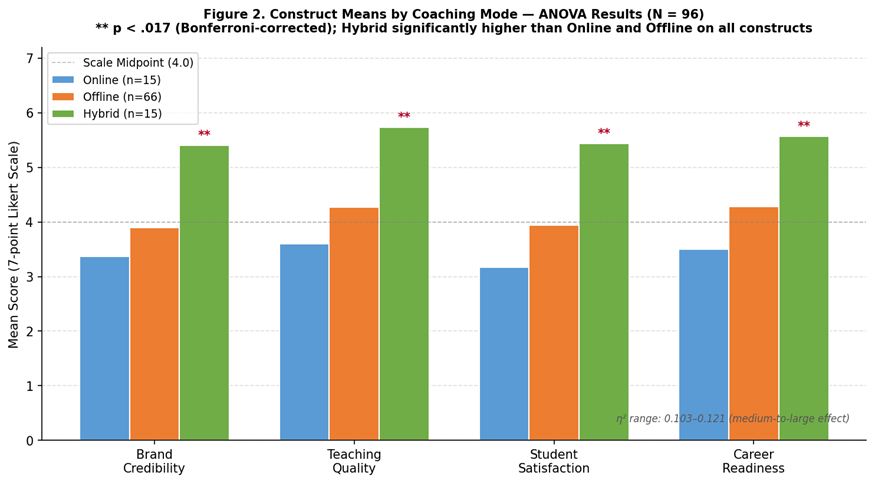 Figure 2. Construct Means by Coaching Mode — ANOVA Results (N = 96)
** p < .017 (Bonferroni-corrected); Hybrid significantly higher than Online and Offline on all constructs
Mean Score (7-point Likert Scale)
7
6
5
4
3
2
1
0
Scale Midpoint (4.0)
Online (n=15)
Offline (n=66)
Hybrid (n=15)
**
**
**
**
η² range: 0.103–0.121 (medium-to-large effect)
Brand
Credibility
Teaching
Quality
Student
Satisfaction
Career
Readiness